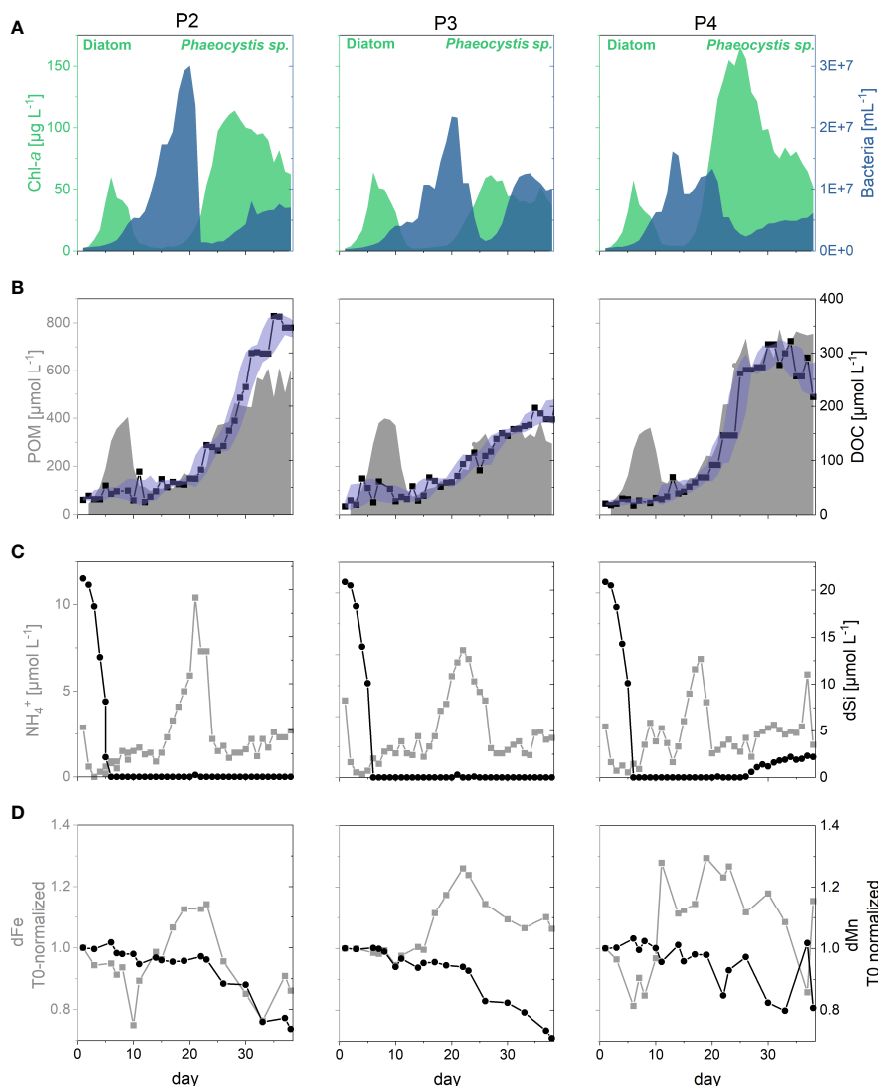 A
P2
P3
P4
Diatom
Phaeocystis sp.
Diatom
Phaeocystis sp.
Diatom
Phaeocystis sp.
Chl-a [µg L⁻¹]
150
100
50
0
3E+7
2E+7
1E+7
0E+0
Bacteria [mL⁻¹]
B
POM [µmol L⁻¹]
800
600
400
200
0
400
300
200
100
0
DOC [µmol L⁻¹]
C
NH₄⁺ [µmol L⁻¹]
10
5
0
20
15
10
5
0
dSi [µmol L⁻¹]
D
dFe
T0-normalized
1.4
1.2
1.0
0.8
1.4
1.2
1.0
0.8
dMn
T0 normalized
0 10 20 30
0 10 20 30
0 10 20 30
day
day
day